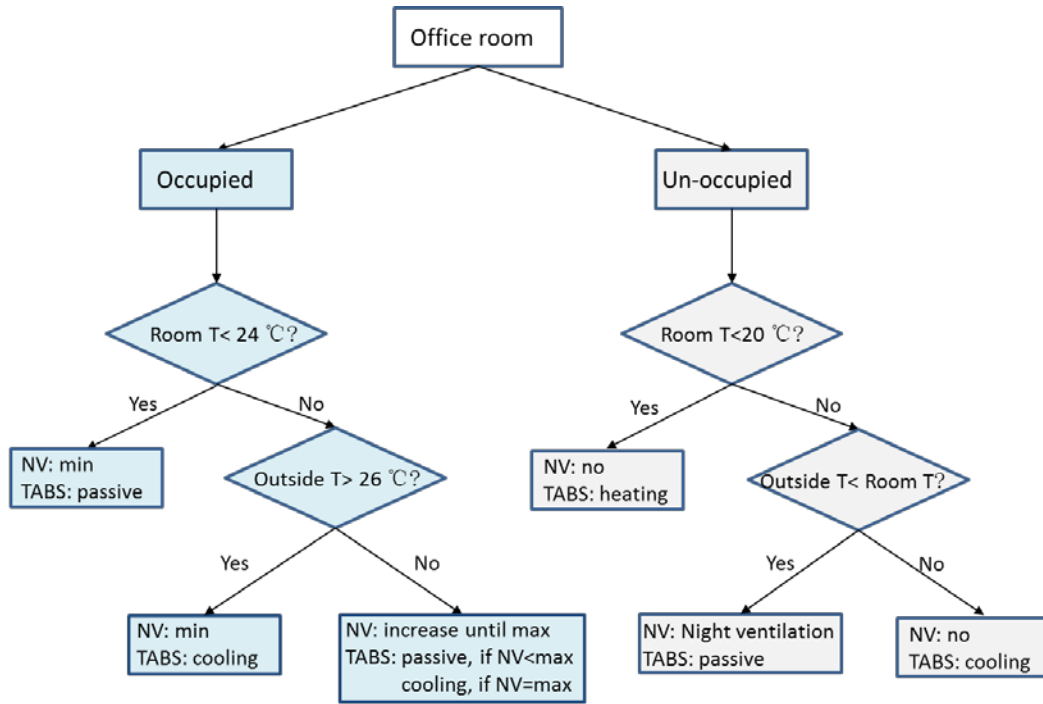 Office room
Occupied
Un-occupied
Room T< 24 ℃?
Room T<20 ℃?
Yes
No
Yes
No
NV: min
TABS: passive
Outside T> 26 ℃?
NV: no
TABS: heating
Outside T< Room T?
Yes
No
Yes
No
NV: min
TABS: cooling
NV: increase until max
TABS: passive, if NV<max
cooling, if NV=max
NV: Night ventilation
TABS: passive
NV: no
TABS: cooling